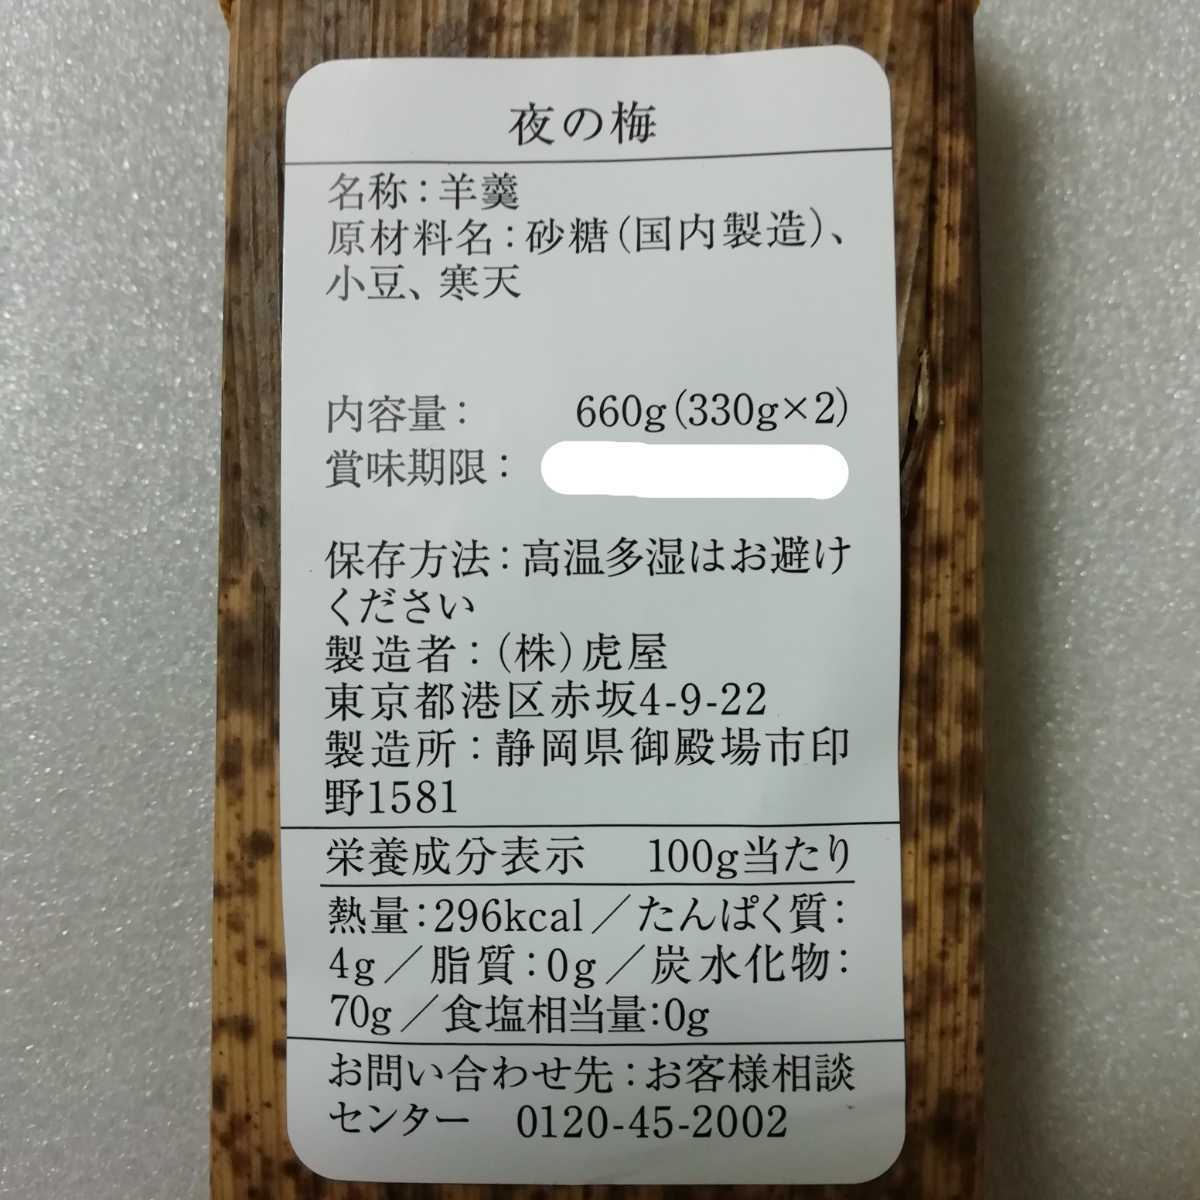 夜の梅
名称：羊羹
原材料名：砂糖（国内製造）、
小豆、寒天
内容量： 660g（330g×2）
賞味期限：
保存方法：高温多湿はお避け
ください
製造者：（株）虎屋
東京都港区赤坂4-9-22
製造所：静岡県御殿場市印
野1581
栄養成分表示 100g当たり
熱量：296kcal／たんぱく質：
4g／脂質：0g／炭水化物：
70g／食塩相当量：0g
お問い合わせ先：お客様相談
センター 0120-45-2002